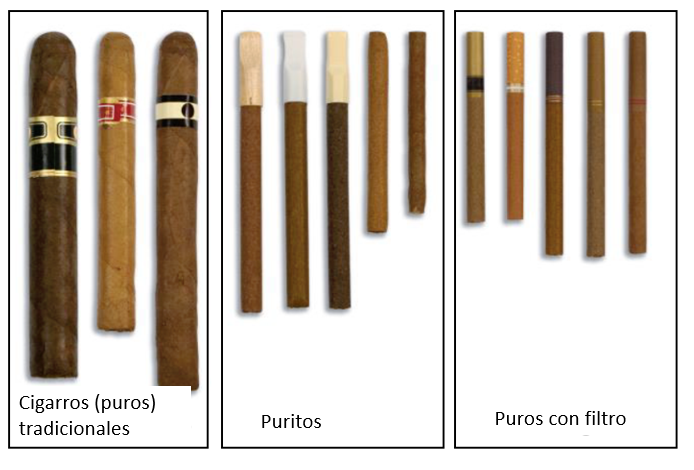 Cigarros (puros)
tradicionales
Puritos
Puros con filtro